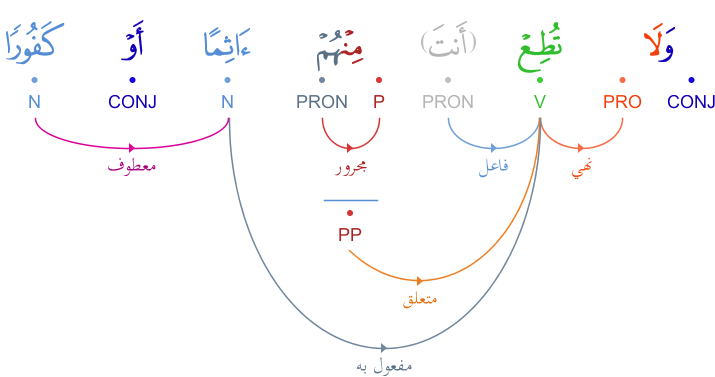 وَلَا تُطِعْ (أَنتَ) مِنْهُمْ ءَاثِمًا أَوْ كَفُورًا
CONJ PRO V PRON P PRON N CONJ N
نهي فاعل مجرور معطوف
PP
متعلق
مفعول به